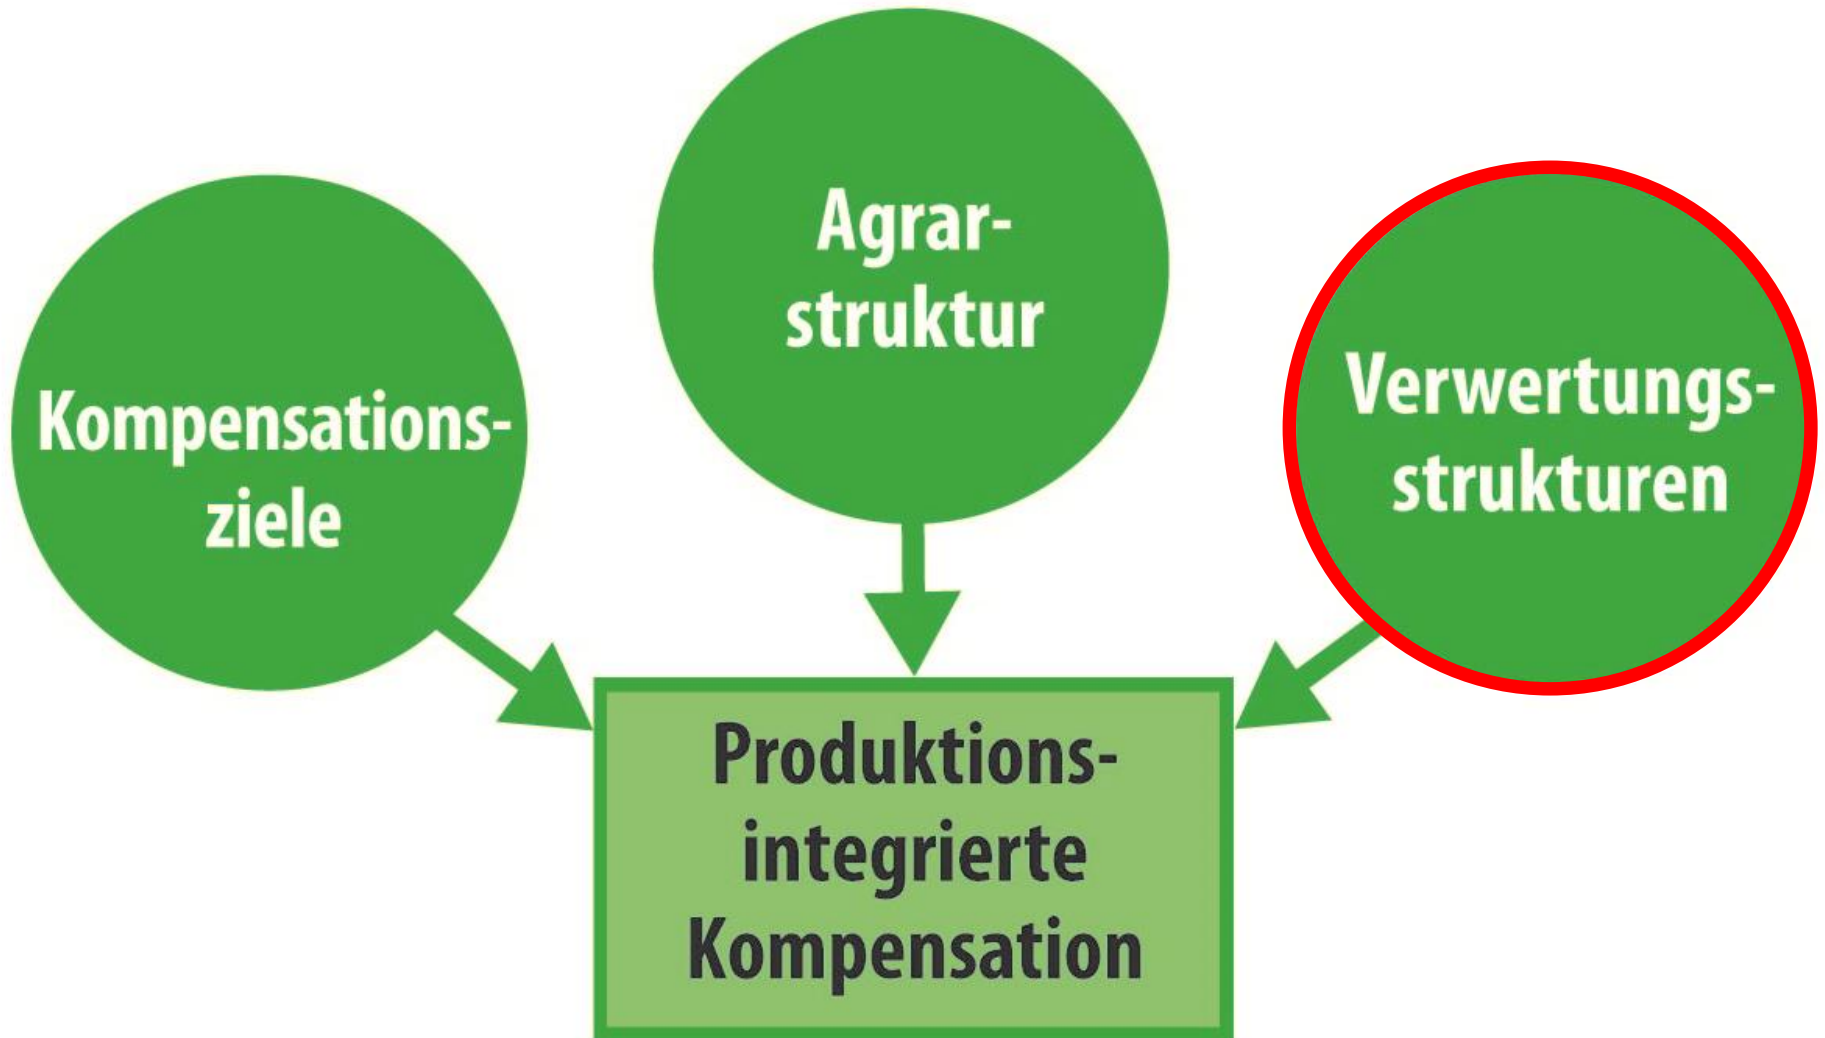 Kompensations-
ziele
Agrar-
struktur
Verwertungs-
strukturen
Produktions-
integrierte
Kompensation